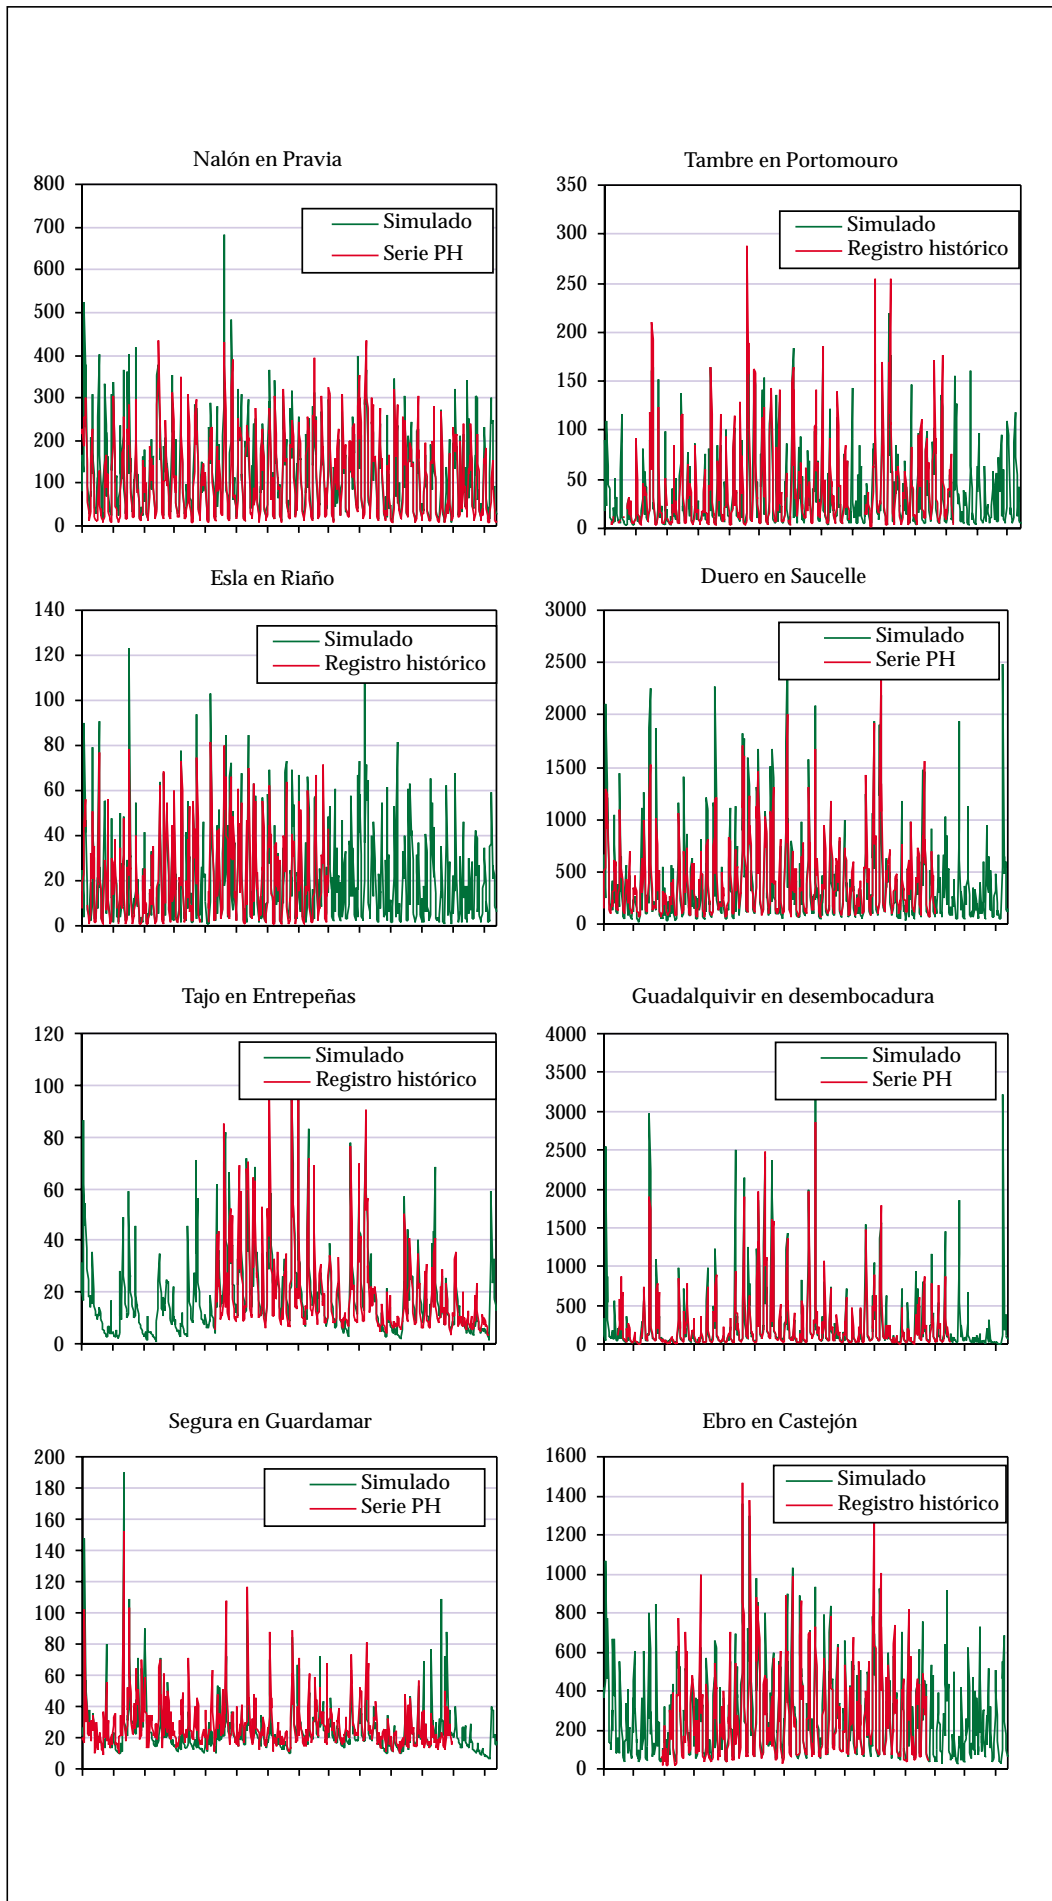 Nalón en Pravia
800
700
600
500
400
300
200
100
0
Simulado
Serie PH
Tambre en Portomouro
350
300
250
200
150
100
50
0
Simulado
Registro histórico
Esla en Riaño
140
120
100
80
60
40
20
0
Simulado
Registro histórico
Duero en Saucelle
3000
2500
2000
1500
1000
500
0
Simulado
Serie PH
Tajo en Entrepeñas
120
100
80
60
40
20
0
Simulado
Registro histórico
Guadalquivir en desembocadura
4000
3500
3000
2500
2000
1500
1000
500
0
Simulado
Serie PH
Segura en Guardamar
200
180
160
140
120
100
80
60
40
20
0
Simulado
Serie PH
Ebro en Castejón
1600
1400
1200
1000
800
600
400
200
0
Simulado
Registro histórico